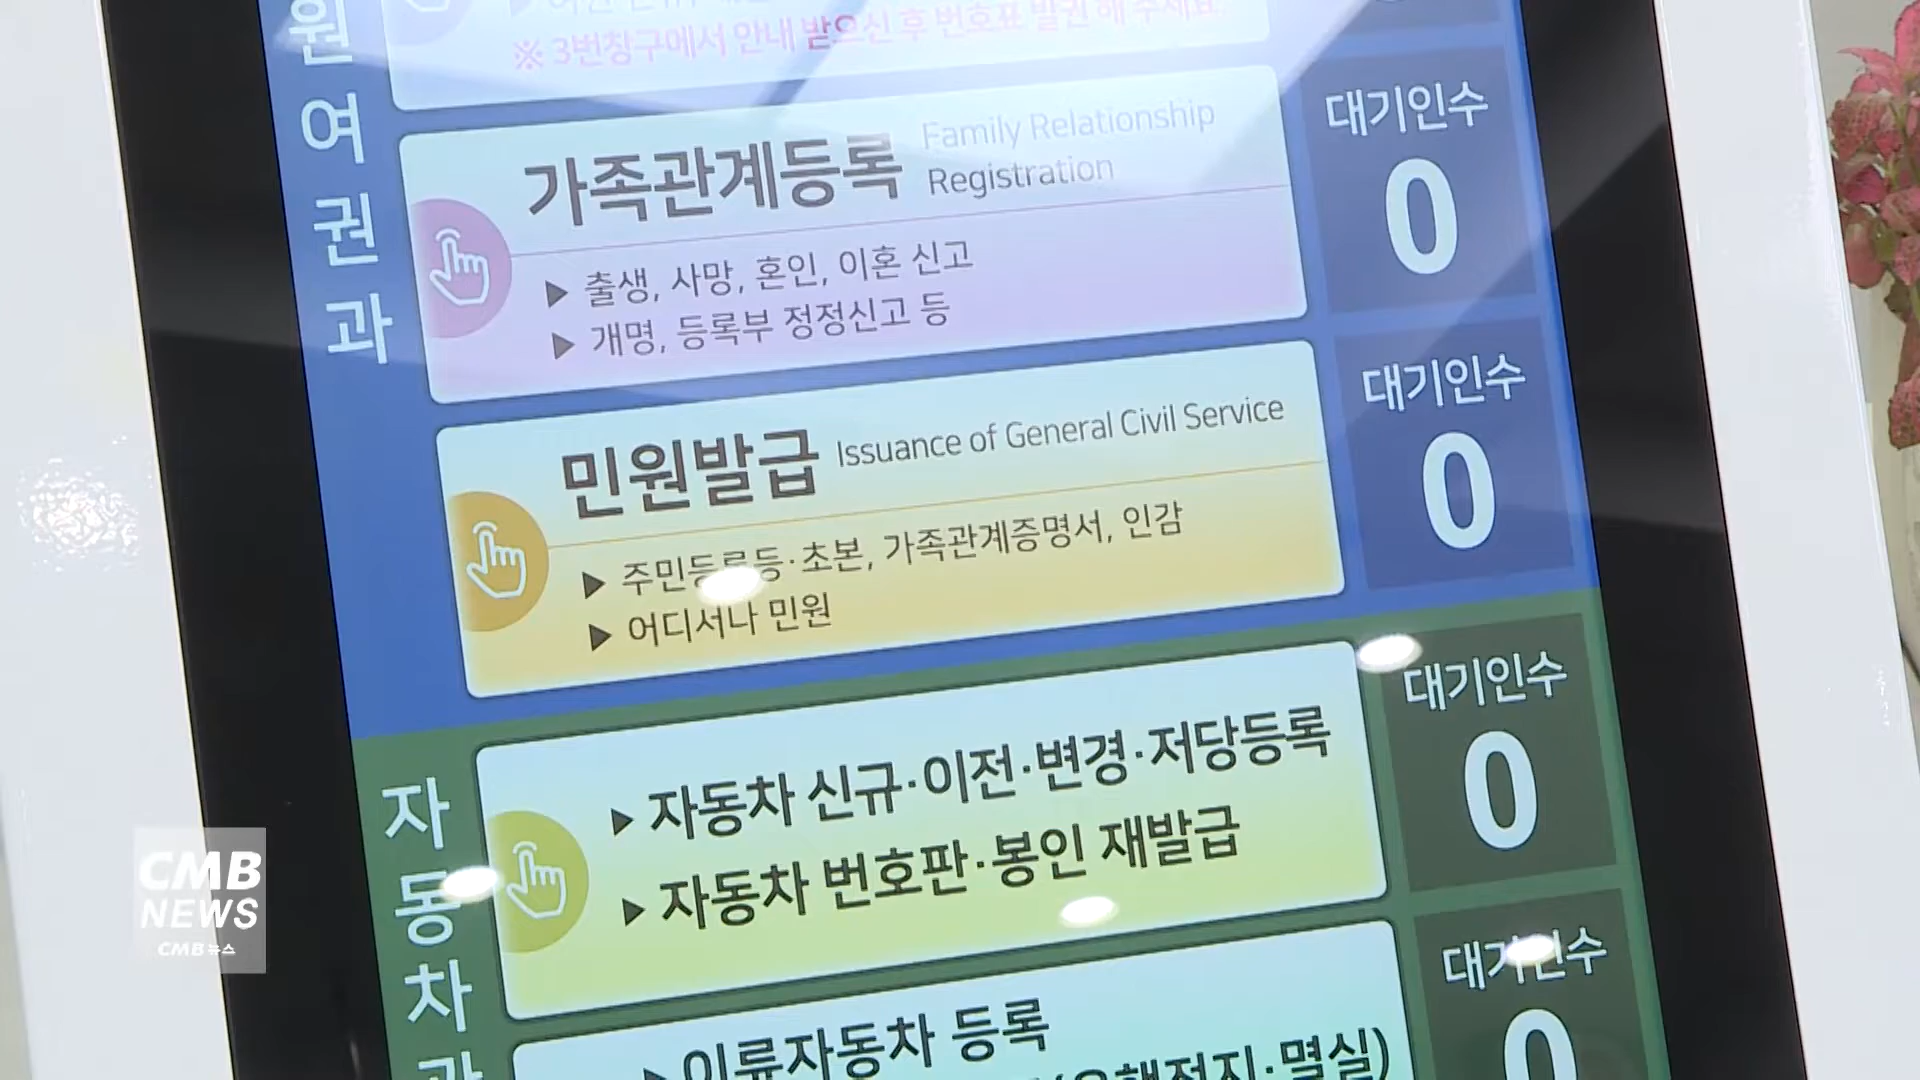 원여권과
※ 3번창구에서 안내 받으신 후 번호표 발권 해 주세요.
가족관계등록 Family Relationship Registration
▶ 출생, 사망, 혼인, 이혼 신고
▶ 개명, 등록부 정정신고 등
대기인수
0
민원발급 Issuance of General Civil Service
▶ 주민등록등·초본, 가족관계증명서, 인감
▶ 어디서나 민원
대기인수
0
자동차
▶ 자동차 신규·이전·변경·저당등록
▶ 자동차 번호판·봉인 재발급
대기인수
0
▶ 이륜자동차 등록
멸실)
대기인수
0
CMB
NEWS
CMB 뉴스